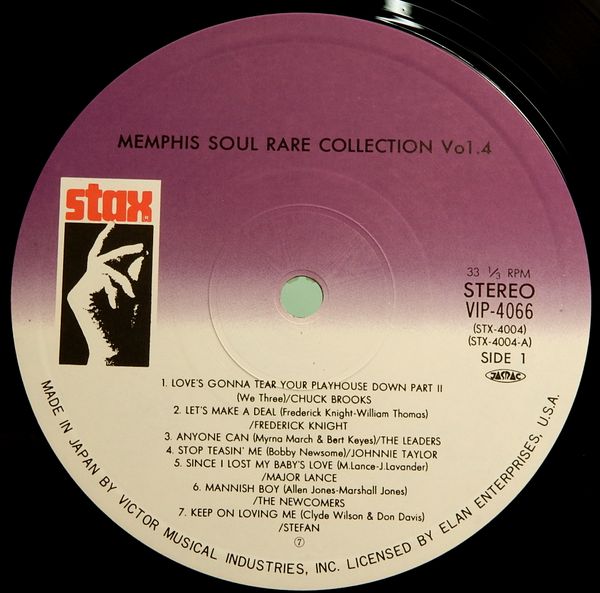 MEMPHIS SOUL RARE COLLECTION Vol.4
stax
33 1/3 RPM
STEREO
VIP-4066
(STX-4004)
(STX-4004-A)
SIDE 1
JASRAC
1. LOVE'S GONNA TEAR YOUR PLAYHOUSE DOWN PART II
(We Three)/CHUCK BROOKS
2. LET'S MAKE A DEAL (Frederick Knight-William Thomas)
/FREDERICK KNIGHT
3. ANYONE CAN (Myrna March & Bert Keyes)/THE LEADERS
4. STOP TEASIN' ME (Bobby Newsome)/JOHNNIE TAYLOR
5. SINCE I LOST MY BABY'S LOVE (M.Lance-J.Lavander)
/MAJOR LANCE
6. MANNISH BOY (Allen Jones-Marshall Jones)
/THE NEWCOMERS
7. KEEP ON LOVING ME (Clyde Wilson & Don Davis)
/STEFAN
⑦
MADE IN JAPAN BY VICTOR MUSICAL INDUSTRIES, INC. LICENSED BY ELAN ENTERPRISES, U.S.A.